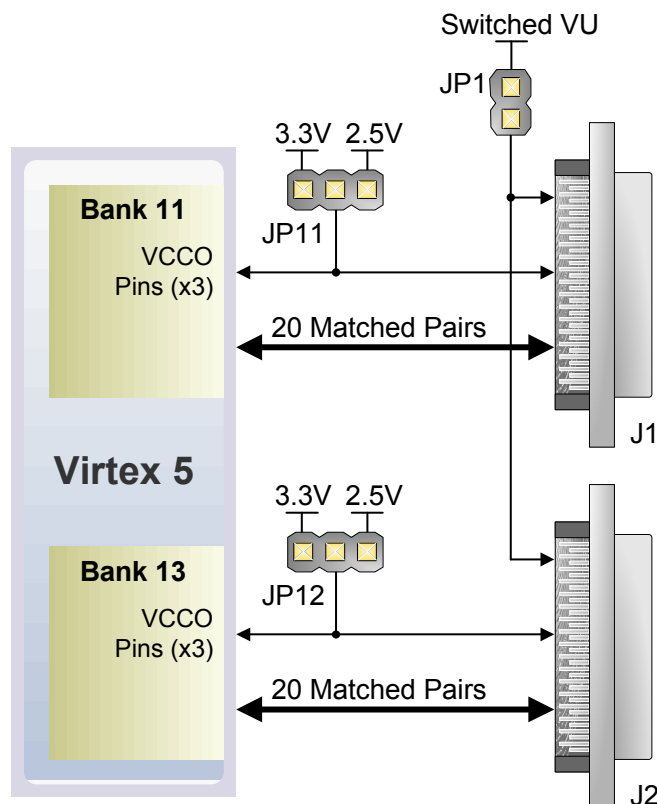 Switched VU
JP1
3.3V 2.5V
JP11
Bank 11
VCCO
Pins (x3)
20 Matched Pairs
J1
Virtex 5
3.3V 2.5V
JP12
Bank 13
VCCO
Pins (x3)
20 Matched Pairs
J2